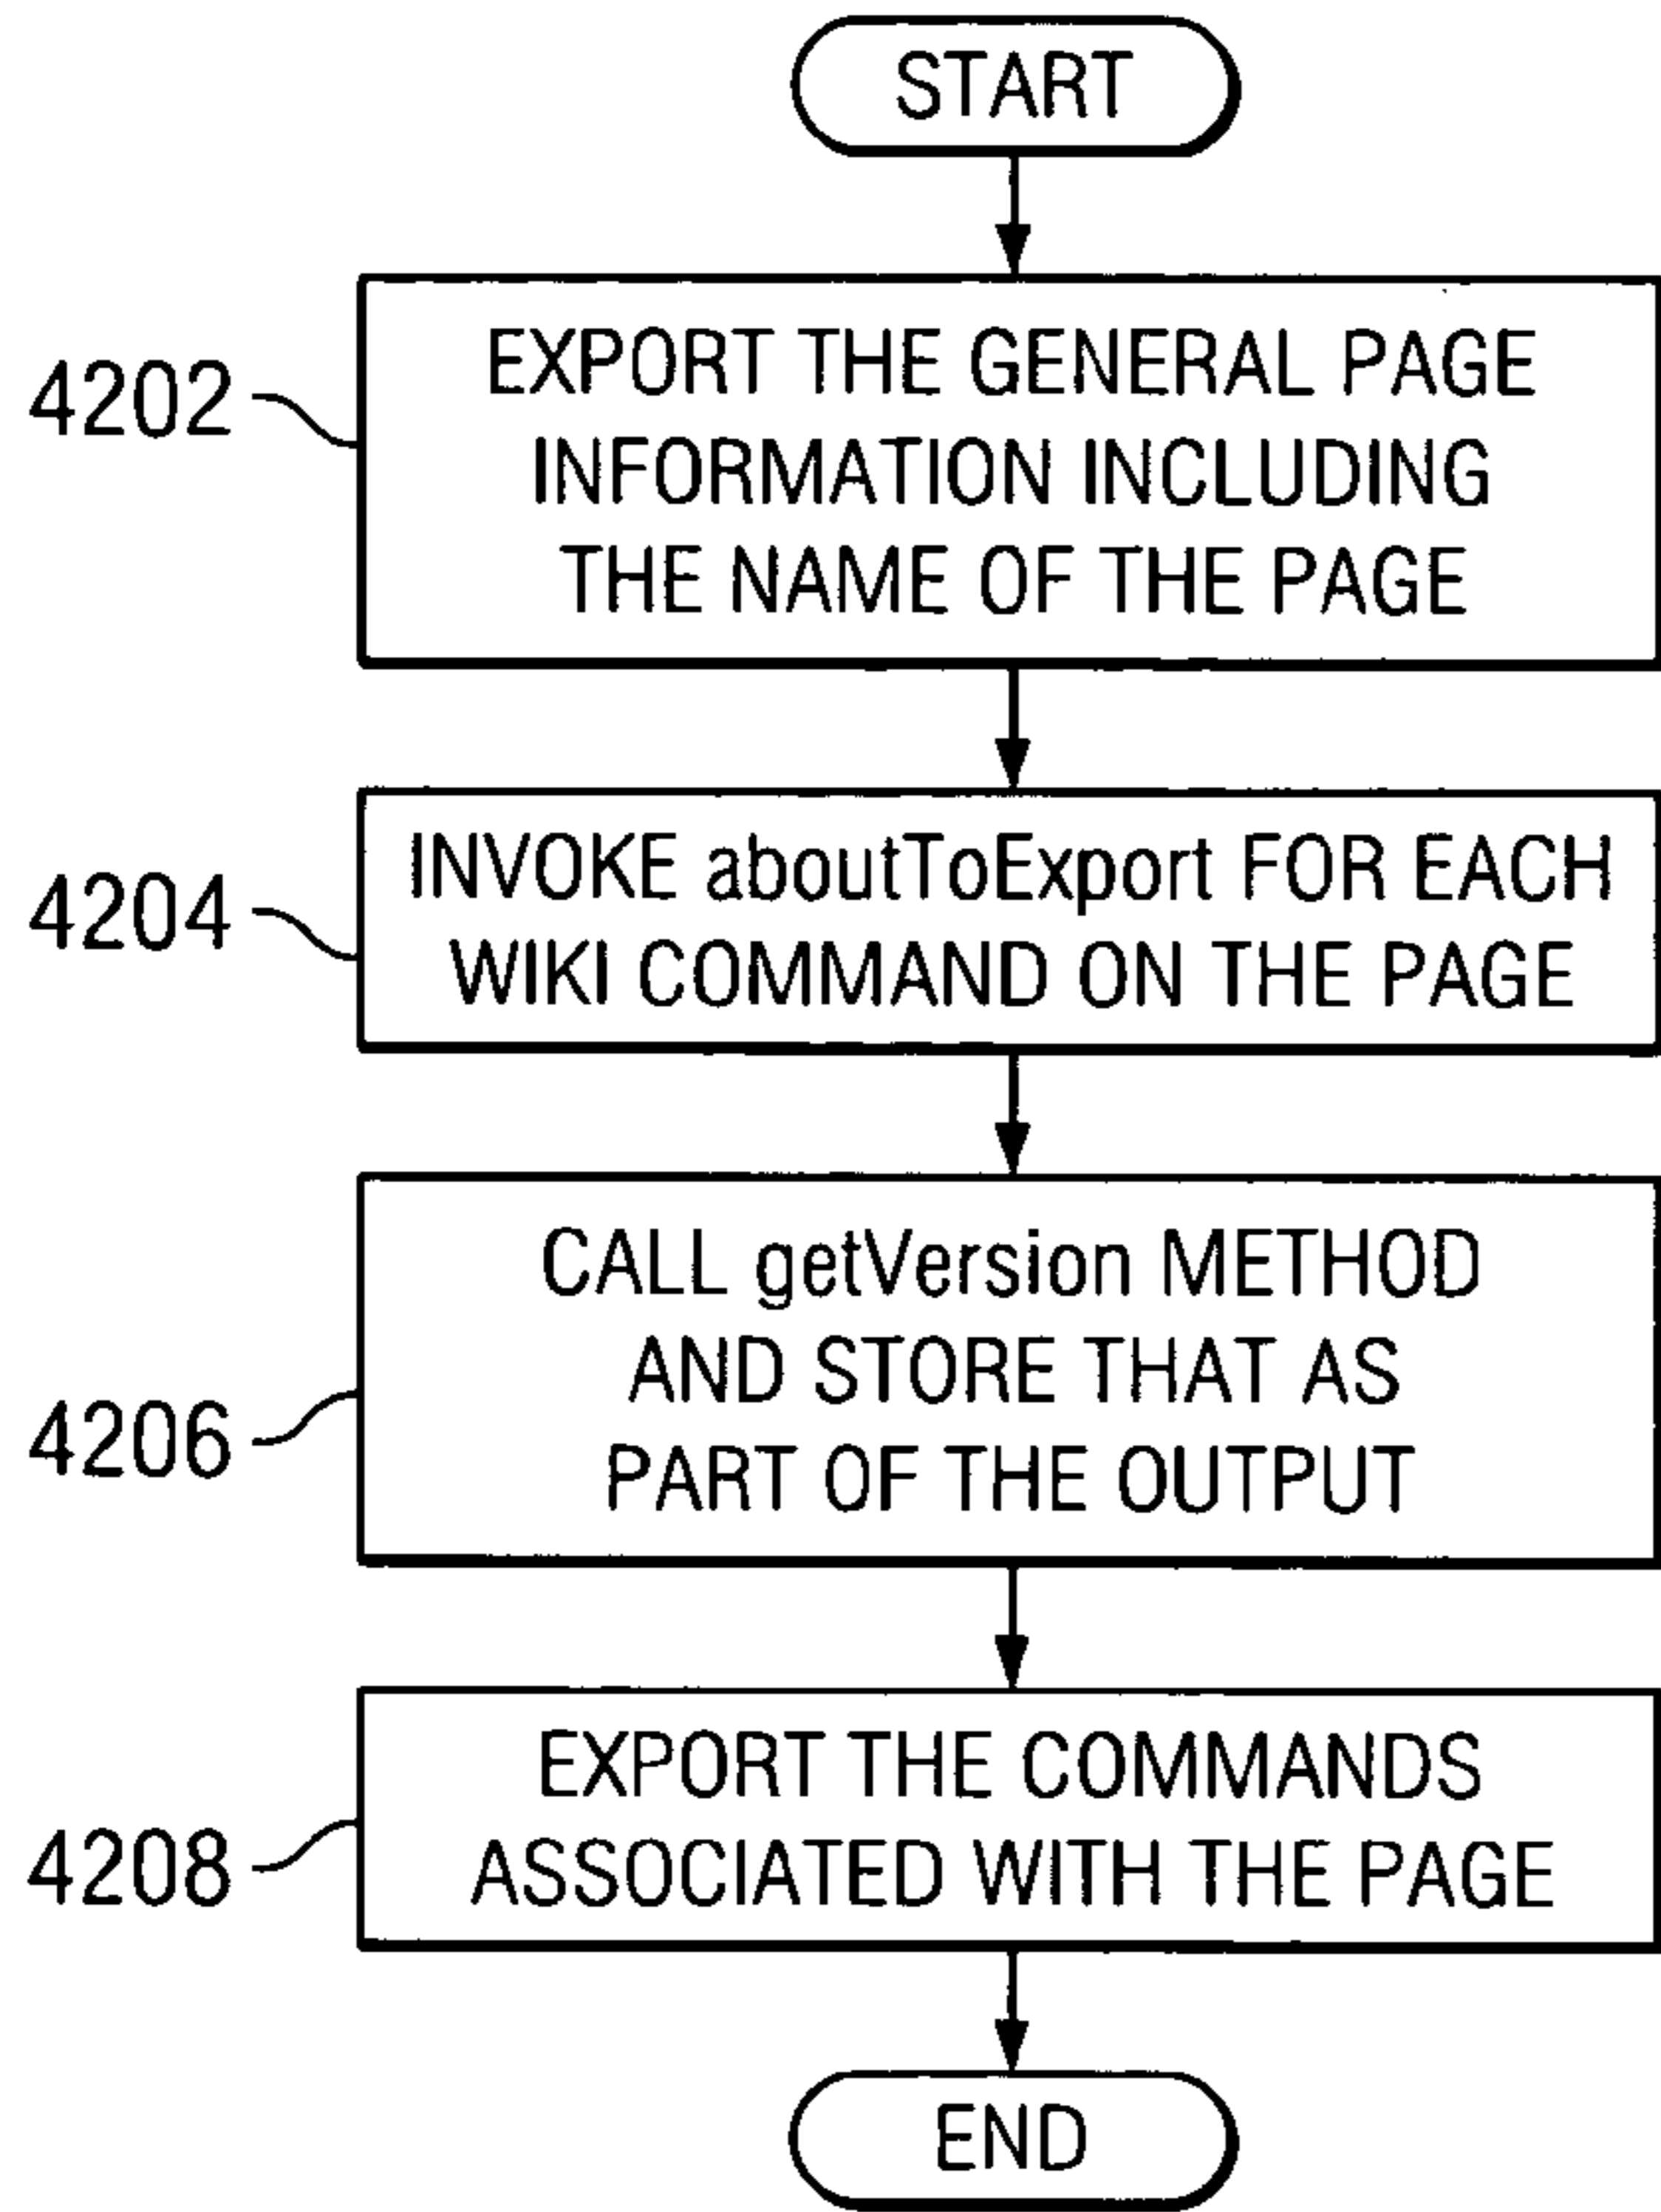 START
4202
EXPORT THE GENERAL PAGE
INFORMATION INCLUDING
THE NAME OF THE PAGE
4204
INVOKE aboutToExport FOR EACH
WIKI COMMAND ON THE PAGE
4206
CALL getVersion METHOD
AND STORE THAT AS
PART OF THE OUTPUT
4208
EXPORT THE COMMANDS
ASSOCIATED WITH THE PAGE
END